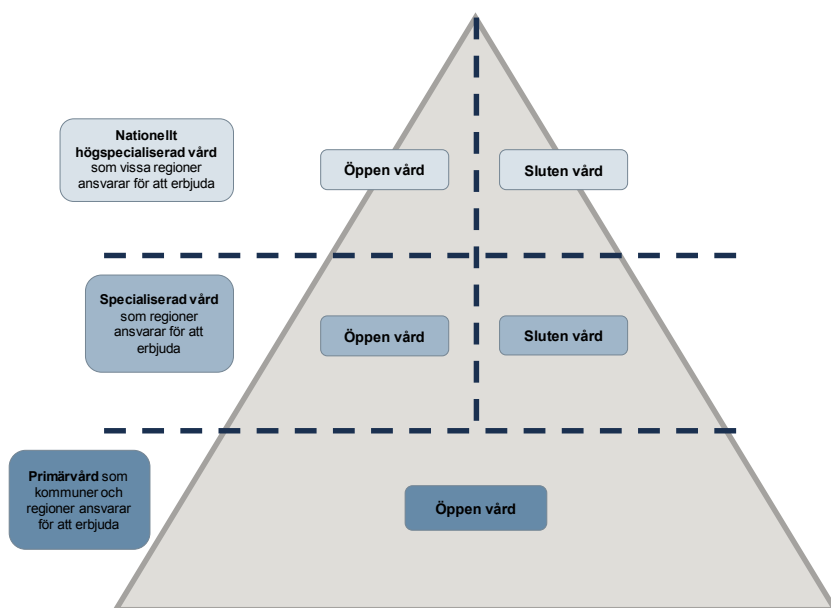 Nationellt
högspecialiserad vård
som vissa regioner
ansvarar för att erbjuda
Öppen vård
Sluten vård
Specialiserad vård
som regioner
ansvarar för att
erbjuda
Öppen vård
Sluten vård
Primärvård som
kommuner och
regioner ansvarar
för att erbjuda
Öppen vård